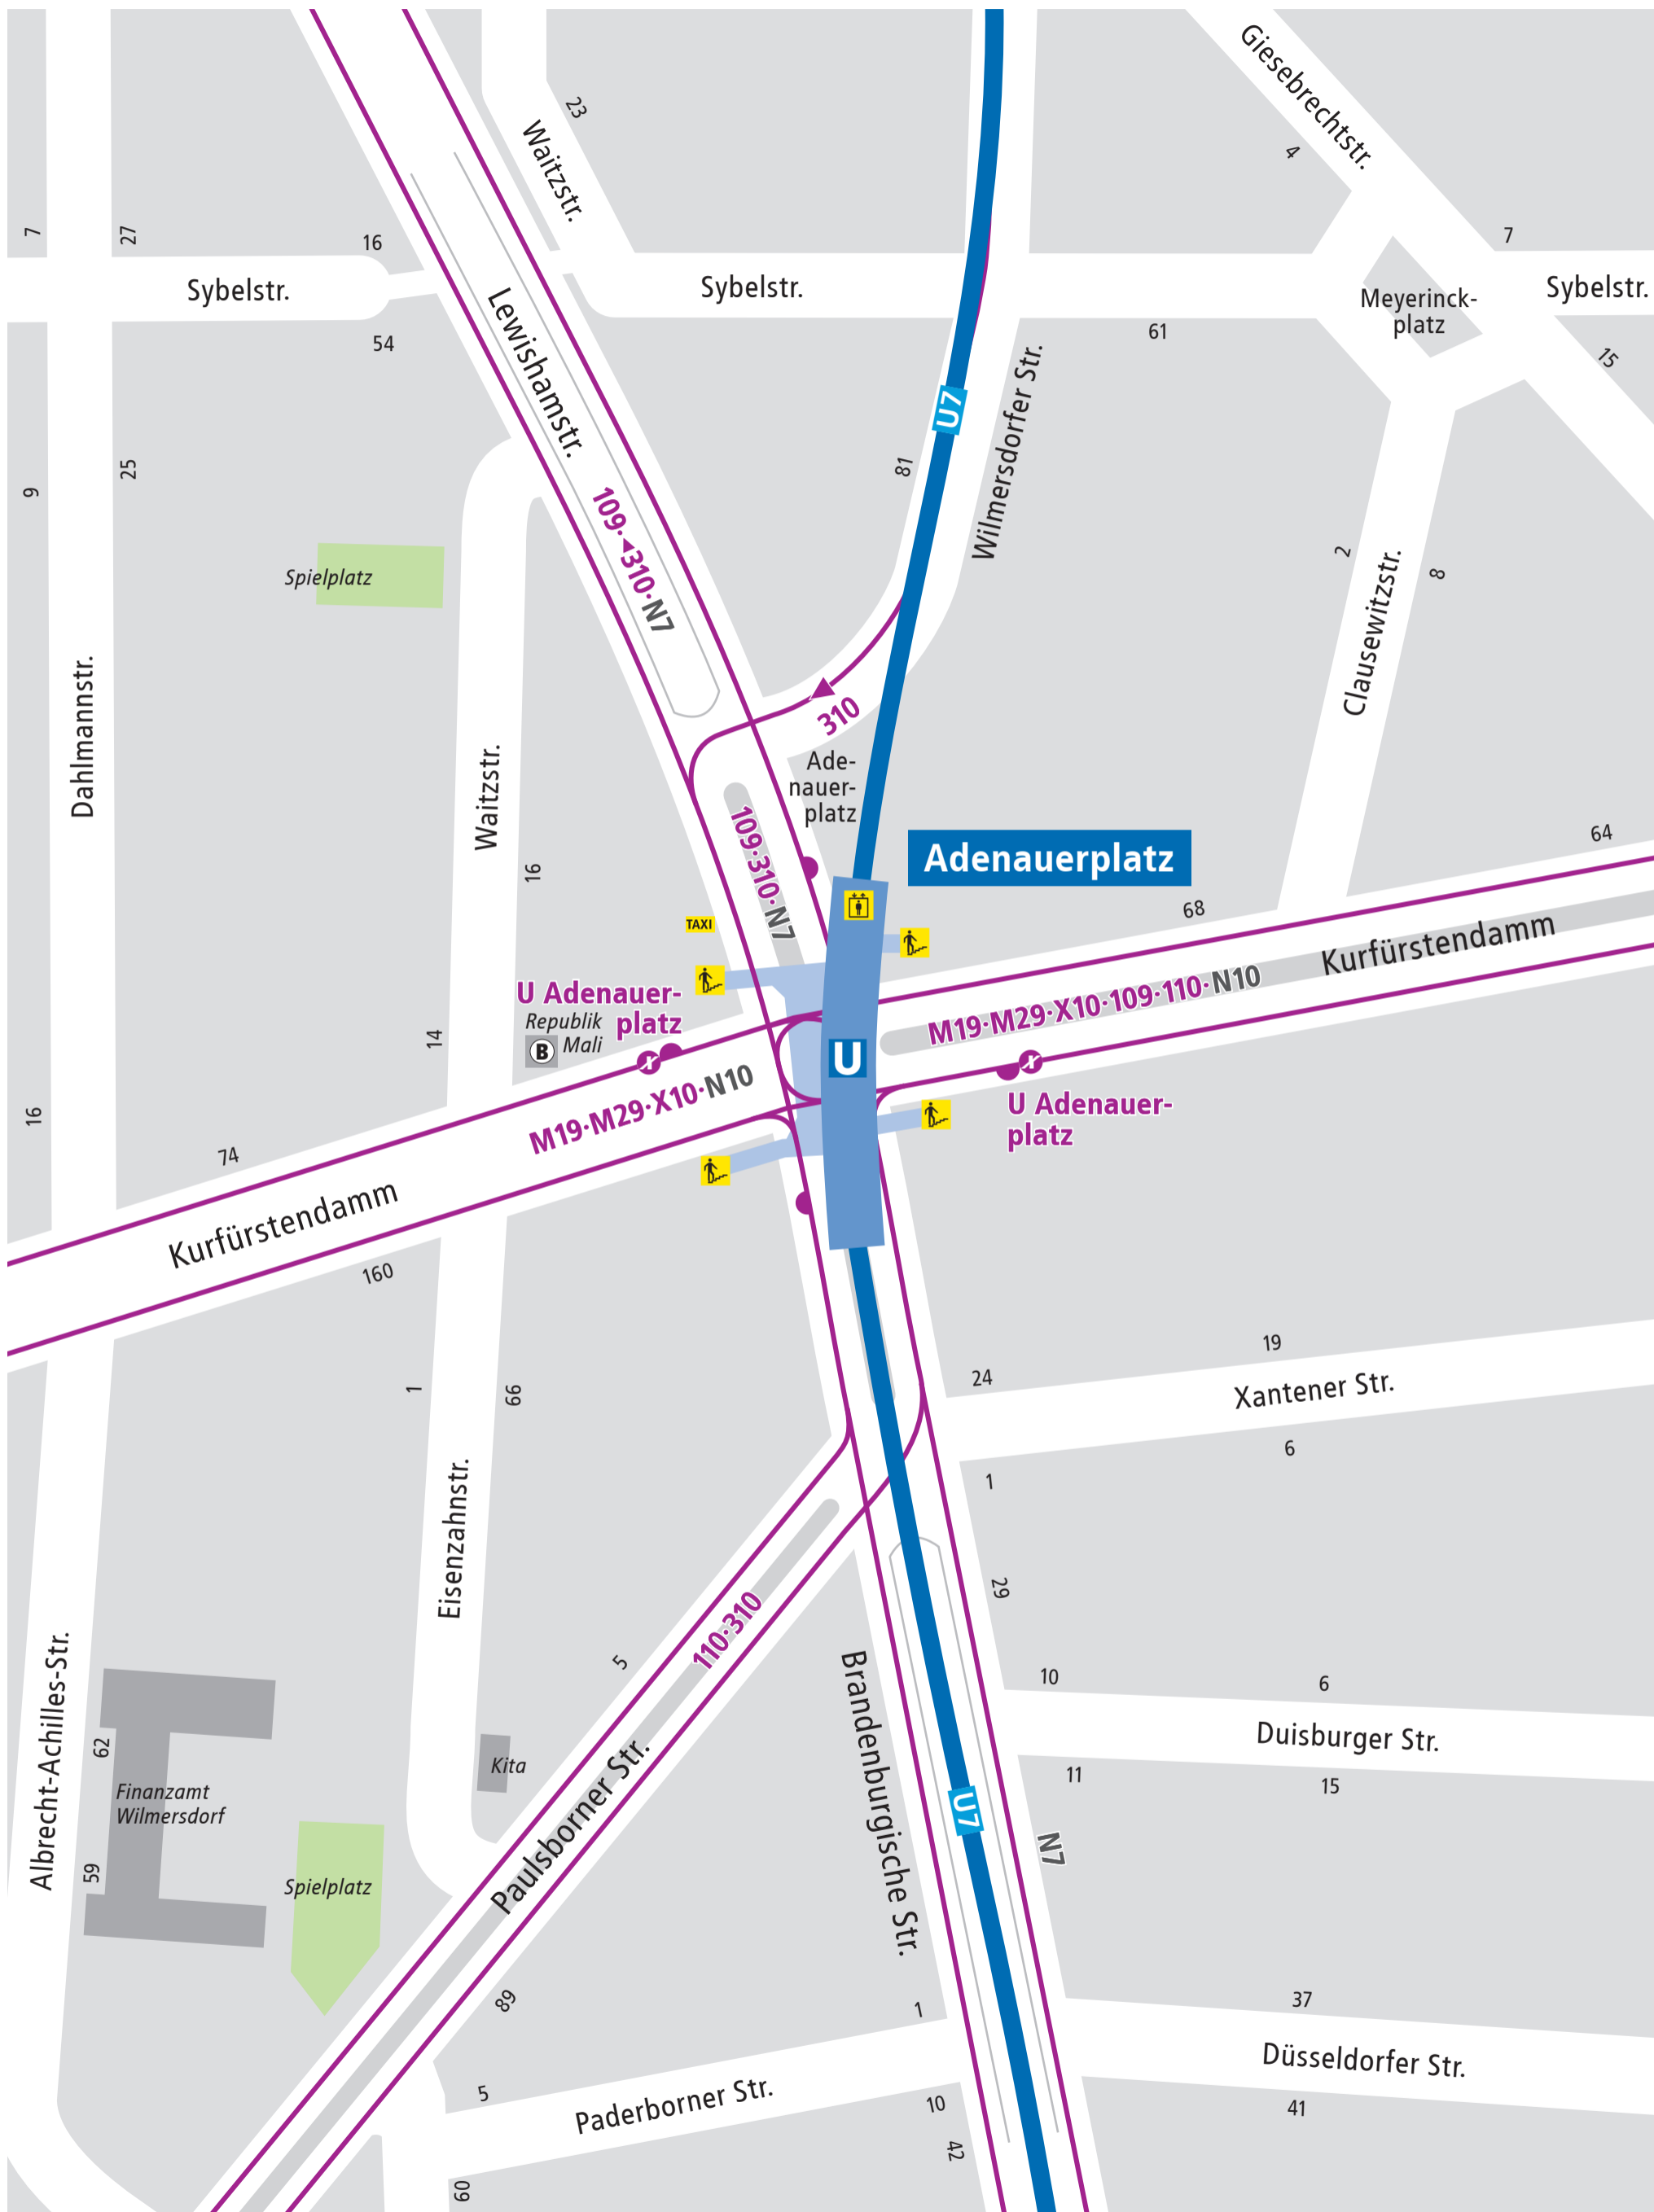 Giesebrechtstr.
23
Waitzstr.
4
7
27
16
7
Sybelstr.
Sybelstr.
Sybelstr.
Meyerinck-
platz
54
61
15
Lewishamstr.
U7
Wilmersdorfer Str.
81
9
25
109·◄310·N7
2
8
Spielplatz
Clausewitzstr.
Dahlmannstr.
310
Waitzstr.
Ade-
nauer-
platz
109·310·N7
Adenauerplatz
64
16
68
TAXI
Kurfürstendamm
U Adenauer-
platz
Republik
Mali
B
14
X
M19·M29·X10·109·110·N10
U
X
M19·M29·X10·N10
U Adenauer-
platz
16
74
Kurfürstendamm
160
19
24
Xantener Str.
1
66
6
1
Eisenzahnstr.
29
110·310
5
Albrecht-Achilles-Str.
Brandenburgische Str.
10
6
Duisburger Str.
62
Kita
11
15
Finanzamt
Wilmersdorf
Paulsborner Str.
U7
N7
59
Spielplatz
89
1
37
Düsseldorfer Str.
5
Paderborner Str.
10
41
42
60